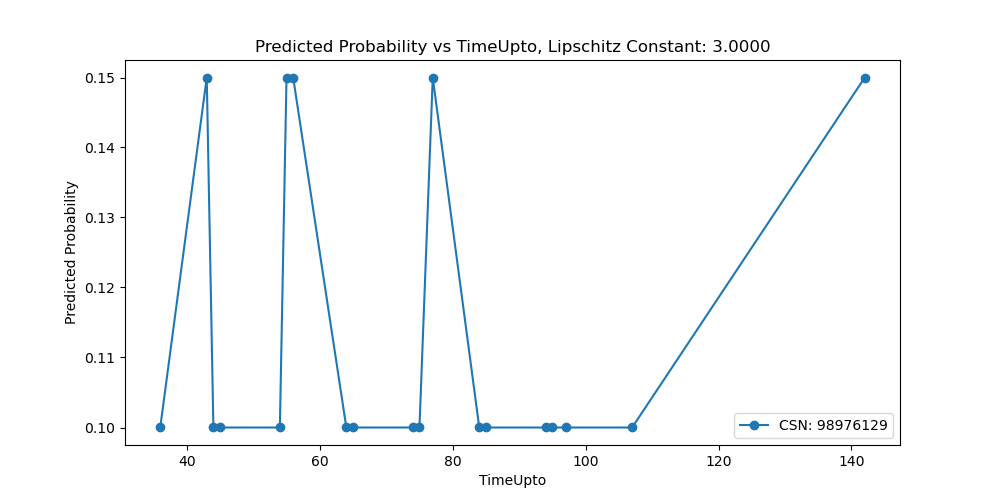 Predicted Probability vs TimeUpto, Lipschitz Constant: 3.0000
Predicted Probability
0.15
0.14
0.13
0.12
0.11
0.10
CSN: 98976129
40 60 80 100 120 140
TimeUpto